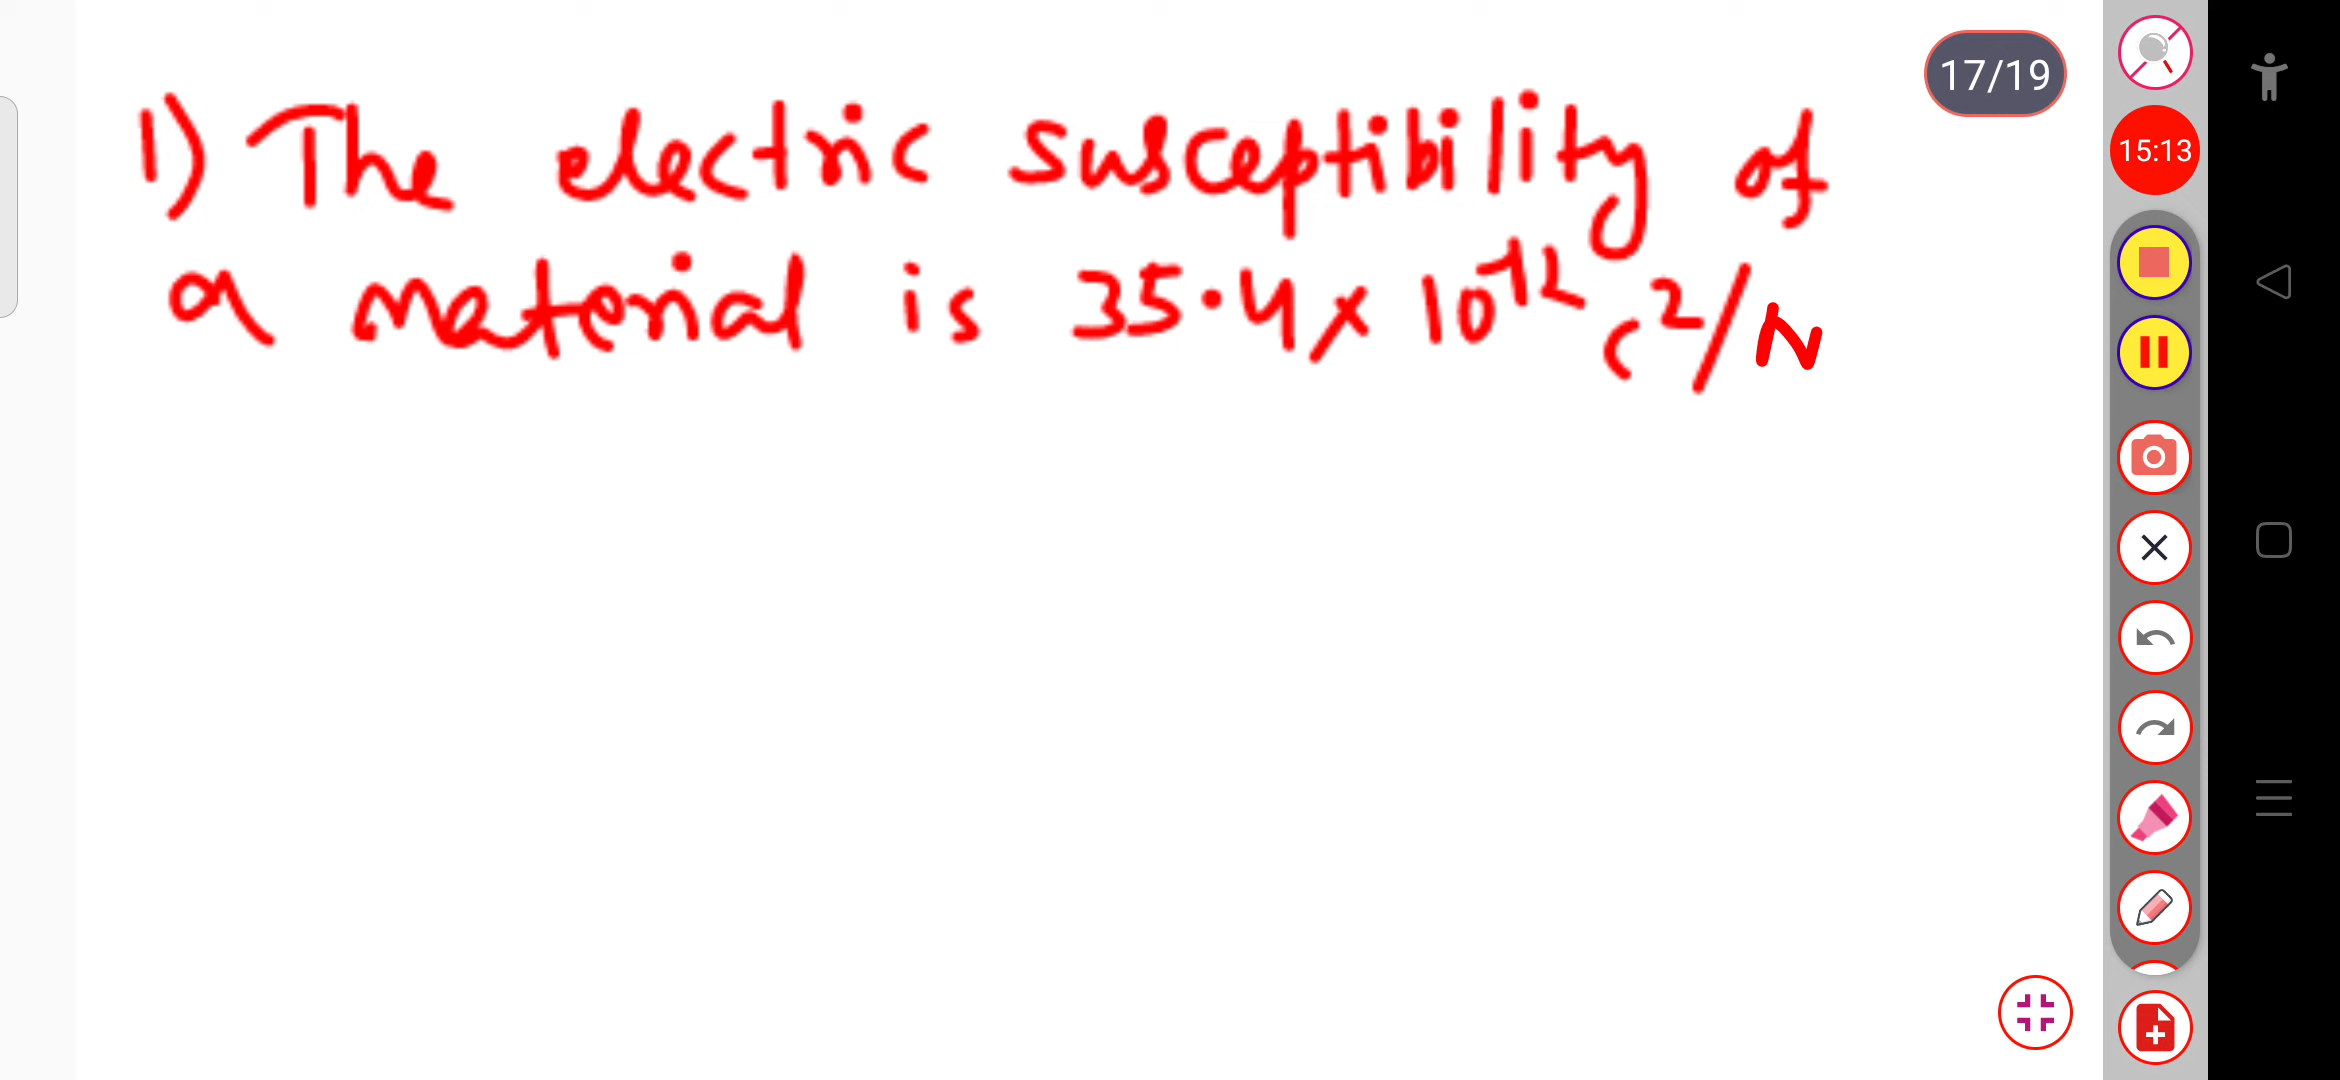 17/19
15:13
1) The electric susceptibility of
a material is 35.4 x 10⁻¹² C²/N